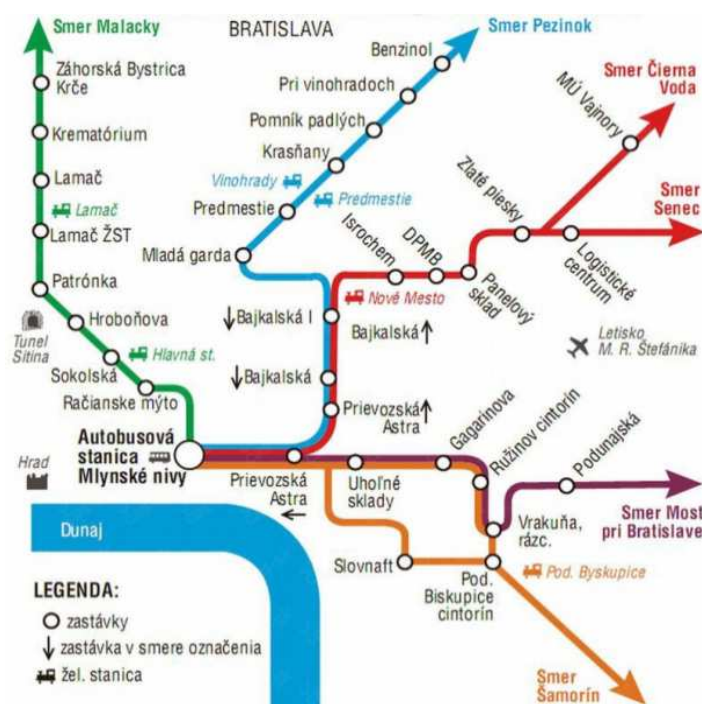 Smer Malacky
BRATISLAVA
Smer Pezinok
Benzinol
Záhorská Bystrica
Krče
Pri vinohradoch
Smer Čierna
Voda
MÚ Vajnory
Krematórium
Pomník padlých
Krasňany
Lamač
Vinohrady
Zlaté piesky
Smer
Senec
Lamač
Predmestie
Predmestie
Lamač ŽST
Isrochem
DPMB
Mladá garda
Logistické
centrum
Patrónka
Panelový
sklad
Nové Mesto
Hroboňova
Bajkalská I
Bajkalská
Tunel
Sitina
Hlavná st.
Letisko
M. R. Štefánika
Sokolská
Bajkalská
Račianske mýto
Prievozská
Astra
Gagarinova
Ružinov cintorín
Autobusová
stanica
Mlynské nivy
Podunajská
Hrad
Prievozská
Astra
Uhoľné
sklady
Smer Most
pri Bratislave
Vrakuňa,
rázc.
Dunaj
Slovnaft
Pod.
Biskupice
cintorín
Pod. Byskupice
LEGENDA:
zastávky
zastávka v smere označenia
žel. stanica
Smer
Šamorín